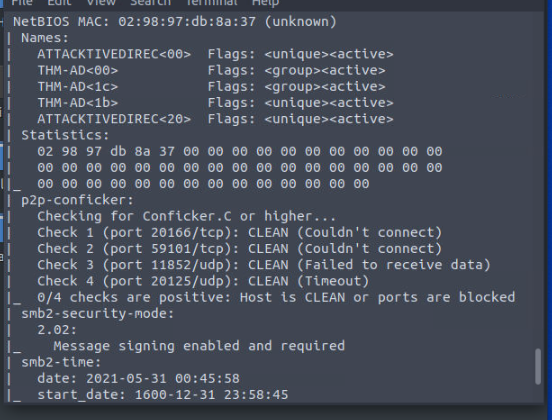 File Edit View Search Terminal Help
NetBIOS MAC: 02:98:97:db:8a:37 (unknown)
| Names:
|   ATTACKTIVEDIREC<00>  Flags: <unique><active>
|   THM-AD<00>           Flags: <group><active>
|   THM-AD<1c>           Flags: <group><active>
|   THM-AD<1b>           Flags: <unique><active>
|   ATTACKTIVEDIREC<20>  Flags: <unique><active>
| Statistics:
|   02 98 97 db 8a 37 00 00 00 00 00 00 00 00 00 00 00
|   00 00 00 00 00 00 00 00 00 00 00 00 00 00 00 00 00
|_  00 00 00 00 00 00 00 00 00 00 00 00 00 00
| p2p-conficker:
|   Checking for Conficker.C or higher...
|   Check 1 (port 20166/tcp): CLEAN (Couldn't connect)
|   Check 2 (port 59101/tcp): CLEAN (Couldn't connect)
|   Check 3 (port 11852/udp): CLEAN (Failed to receive data)
|   Check 4 (port 20125/udp): CLEAN (Timeout)
|_  0/4 checks are positive: Host is CLEAN or ports are blocked
| smb2-security-mode:
|   2.02:
|_    Message signing enabled and required
| smb2-time:
|   date: 2021-05-31 00:45:58
|_  start_date: 1600-12-31 23:58:45